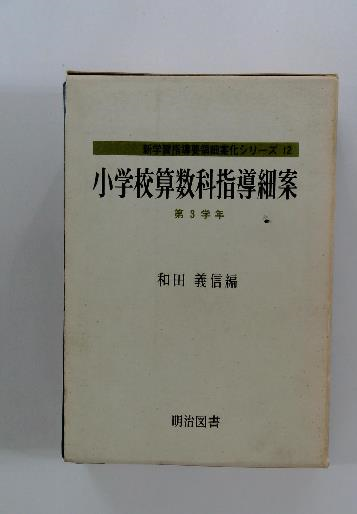 新学習指導要領細案化シリーズ 12
小学校算数科指導細案
第3学年
和田 義信編
明治図書